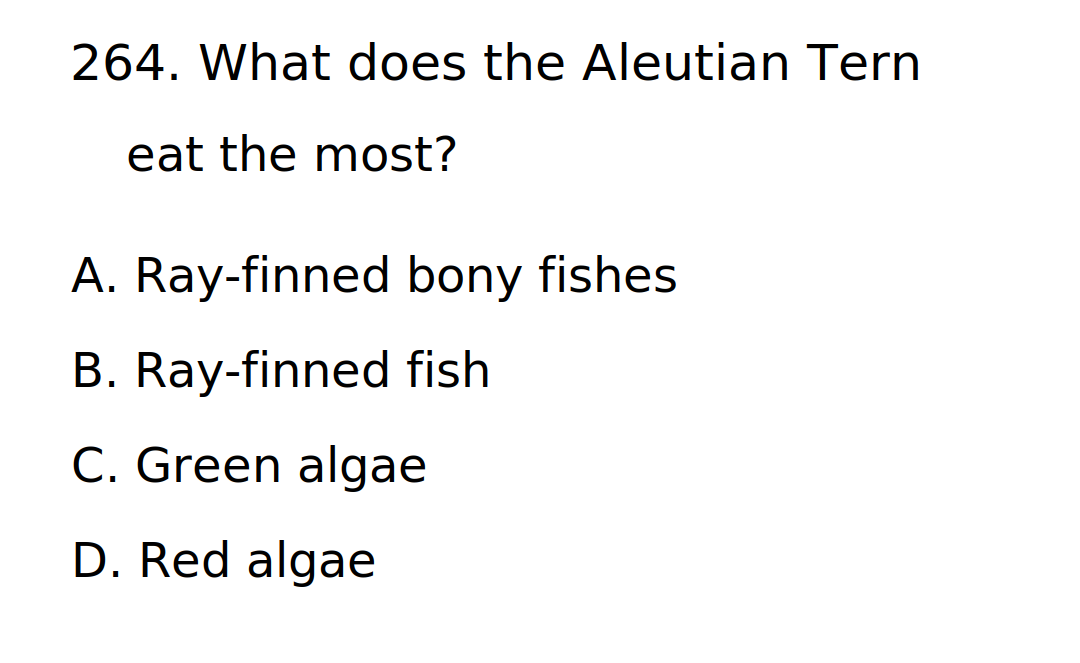 264. What does the Aleutian Tern
eat the most?
A. Ray-finned bony fishes
B. Ray-finned fish
C. Green algae
D. Red algae